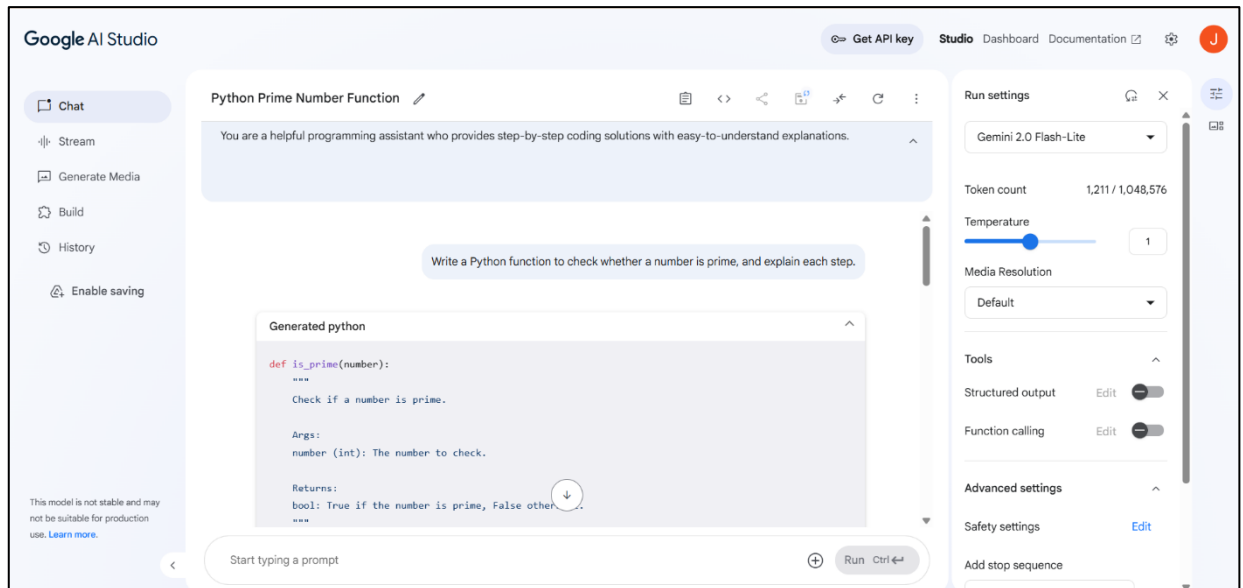 Google AI Studio
Get API key
Studio Dashboard Documentation
J
Chat
Stream
Generate Media
Build
History
Enable saving
This model is not stable and may
not be suitable for production
use. Learn more.
Python Prime Number Function
You are a helpful programming assistant who provides step-by-step coding solutions with easy-to-understand explanations.
Write a Python function to check whether a number is prime, and explain each step.
Generated python
def is_prime(number):
"""
Check if a number is prime.
Args:
number (int): The number to check.
Returns:
bool: True if the number is prime, False
"""
Start typing a prompt
Run Ctrl
Run settings
Gemini 2.0 Flash-Lite
Token count 1,211 / 1,048,576
Temperature
1
Media Resolution
Default
Tools
Structured output Edit
Function calling Edit
Advanced settings
Safety settings Edit
Add stop sequence